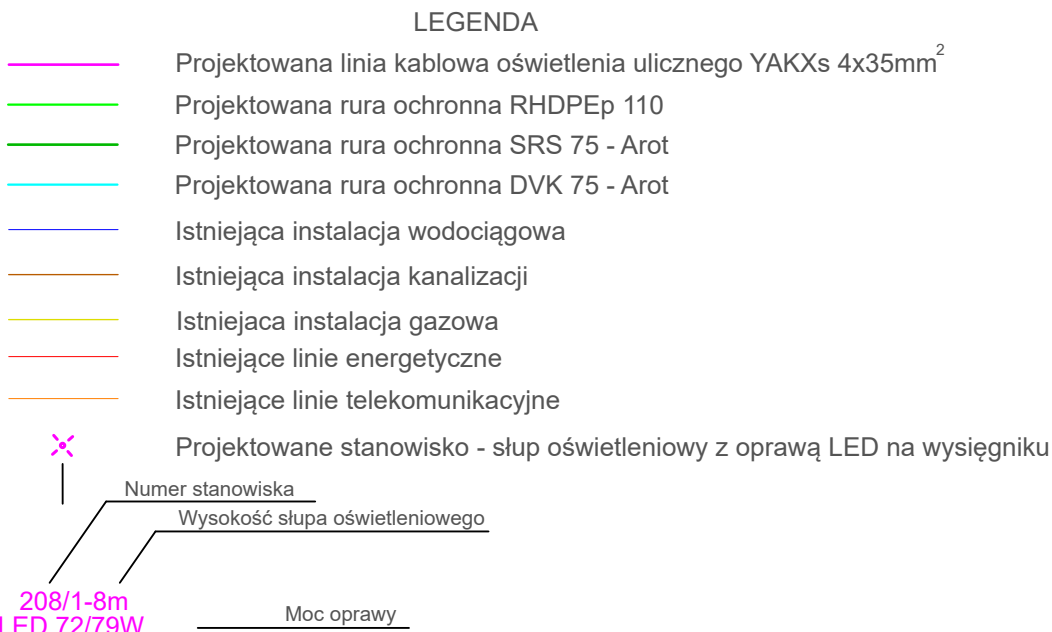 LEGENDA
Projektowana linia kablowa oświetlenia ulicznego YAKXs 4x35mm²
Projektowana rura ochronna RHDPEp 110
Projektowana rura ochronna SRS 75 - Arot
Projektowana rura ochronna DVK 75 - Arot
Istniejąca instalacja wodociągowa
Istniejąca instalacja kanalizacji
Istniejaca instalacja gazowa
Istniejące linie energetyczne
Istniejące linie telekomunikacyjne
Projektowane stanowisko - słup oświetleniowy z oprawą LED na wysięgniku
Numer stanowiska
Wysokość słupa oświetleniowego
208/1-8m
LED 72/79W
Moc oprawy